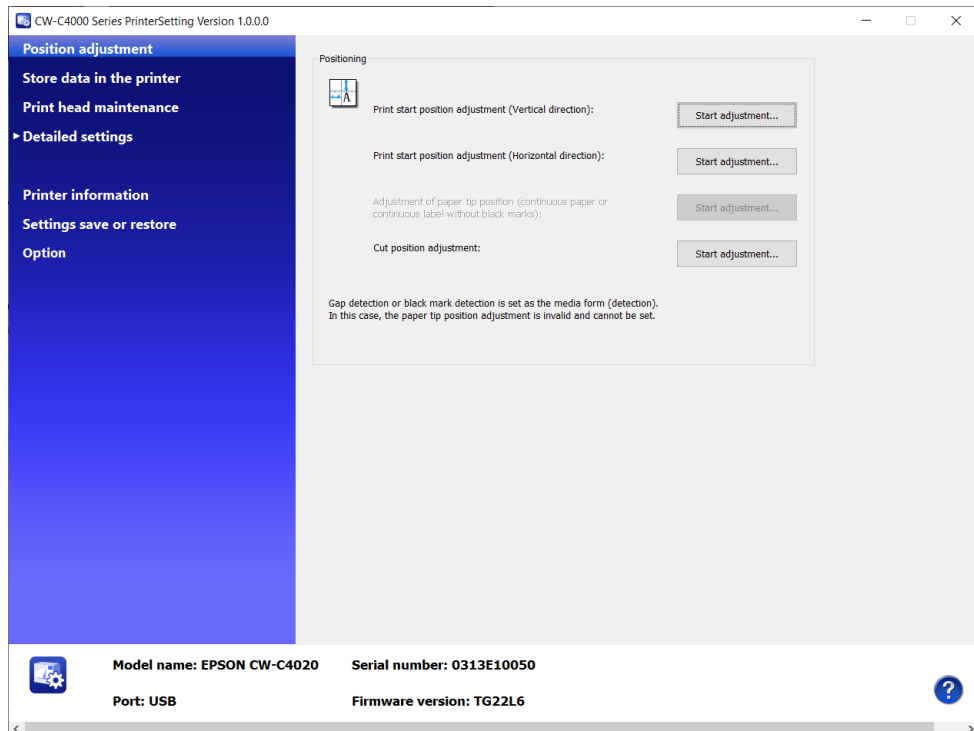 CW-C4000 Series PrinterSetting Version 1.0.0.0
Position adjustment
Store data in the printer
Print head maintenance
Detailed settings
Printer information
Settings save or restore
Option
Positioning
A
Print start position adjustment (Vertical direction):
Start adjustment...
Print start position adjustment (Horizontal direction):
Start adjustment...
Adjustment of paper tip position (continuous paper or
continuous label without black marks):
Start adjustment...
Cut position adjustment:
Start adjustment...
Gap detection or black mark detection is set as the media form (detection).
In this case, the paper tip position adjustment is invalid and cannot be set.
Model name: EPSON CW-C4020
Serial number: 0313E10050
Port: USB
Firmware version: TG22L6
?